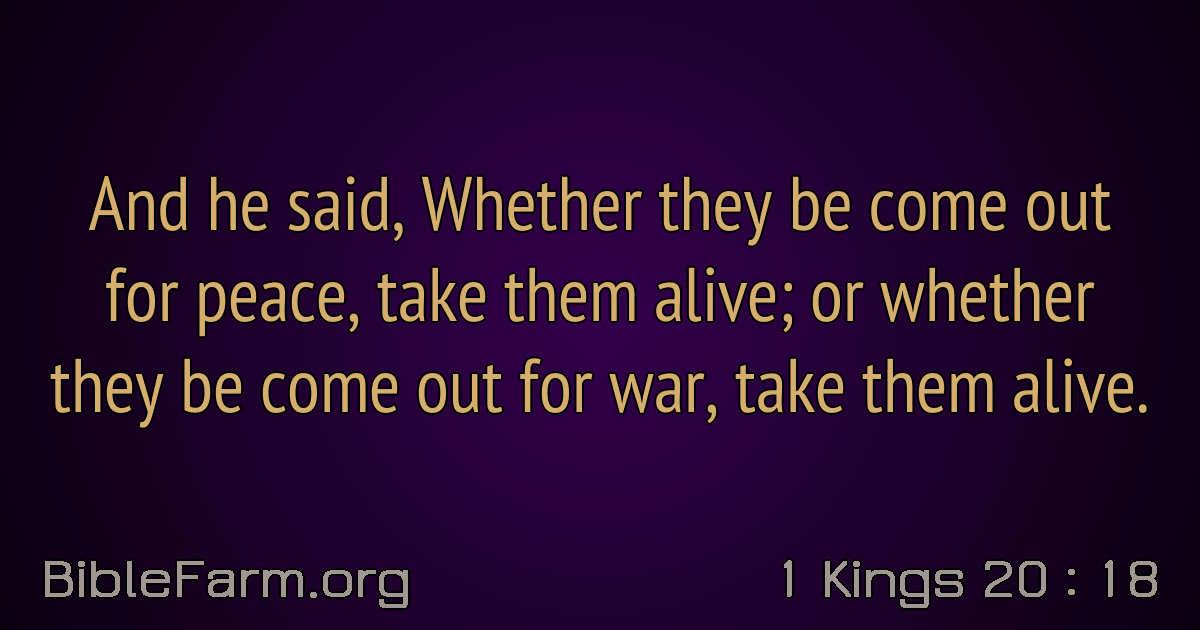 And he said, Whether they be come out
for peace, take them alive; or whether
they be come out for war, take them alive.
BibleFarm.org
1 Kings 20 : 18